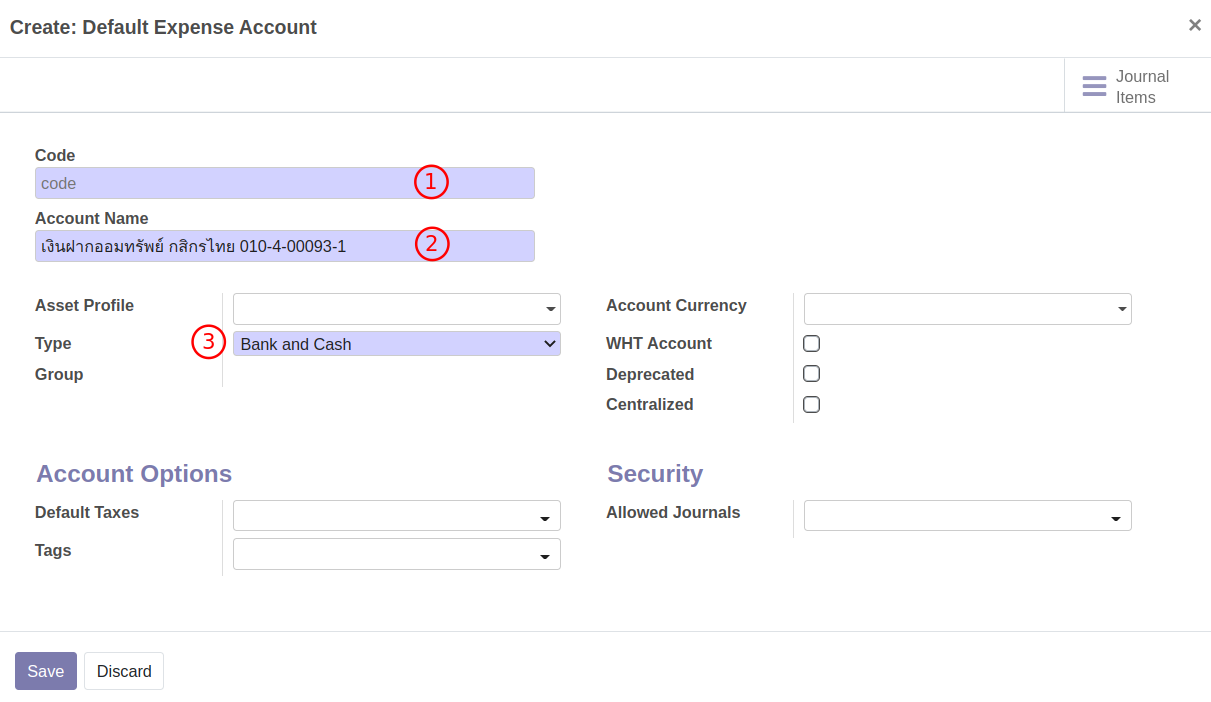 Create: Default Expense Account
×
Journal
Items
Code
code
1
Account Name
เงินฝากออมทรัพย์ กสิกรไทย 010-4-00093-1
2
Asset Profile
Account Currency
Type
3
Bank and Cash
WHT Account
Group
Deprecated
Centralized
Account Options
Security
Default Taxes
Allowed Journals
Tags
Save
Discard